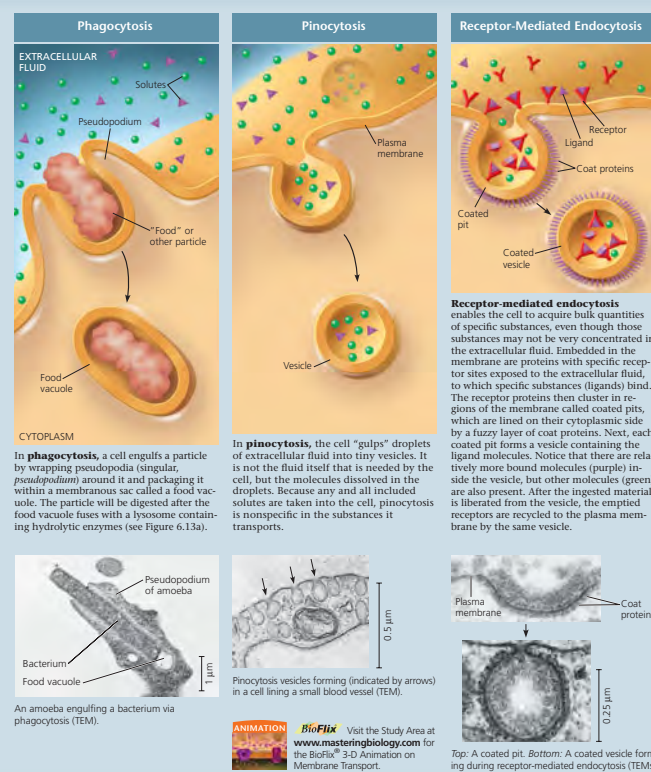 Phagocytosis
EXTRACELLULAR
FLUID
Solutes
Pseudopodium
"Food" or
other particle
Food
vacuole
CYTOPLASM
In phagocytosis, a cell engulfs a particle
by wrapping pseudopodia (singular,
pseudopodium) around it and packaging it
within a membranous sac called a food vac-
uole. The particle will be digested after the
food vacuole fuses with a lysosome contain-
ing hydrolytic enzymes (see Figure 6.13a).
Pseudopodium
of amoeba
Bacterium
Food vacuole
1 µm
An amoeba engulfing a bacterium via
phagocytosis (TEM).
Pinocytosis
Plasma
membrane
Vesicle
In pinocytosis, the cell "gulps" droplets
of extracellular fluid into tiny vesicles. It
is not the fluid itself that is needed by the
cell, but the molecules dissolved in the
droplets. Because any and all included
solutes are taken into the cell, pinocytosis
is nonspecific in the substances it
transports.
0.5 µm
Pinocytosis vesicles forming (indicated by arrows)
in a cell lining a small blood vessel (TEM).
ANIMATION
BioFlix Visit the Study Area at
www.masteringbiology.com for
the BioFlix® 3-D Animation on
Membrane Transport.
Receptor-Mediated Endocytosis
Receptor
Ligand
Coat proteins
Coated
pit
Coated
vesicle
Receptor-mediated endocytosis
enables the cell to acquire bulk quantities
of specific substances, even though those
substances may not be very concentrated in
the extracellular fluid. Embedded in the
membrane are proteins with specific recep-
tor sites exposed to the extracellular fluid,
to which specific substances (ligands) bind.
The receptor proteins then cluster in re-
gions of the membrane called coated pits,
which are lined on their cytoplasmic side
by a fuzzy layer of coat proteins. Next, each
coated pit forms a vesicle containing the
ligand molecules. Notice that there are rela
tively more bound molecules (purple) in-
side the vesicle, but other molecules (green
are also present. After the ingested material
is liberated from the vesicle, the emptied
receptors are recycled to the plasma mem-
brane by the same vesicle.
Plasma
membrane
Coat
protein
0.25 µm
Top: A coated pit. Bottom: A coated vesicle form
ing during receptor-mediated endocytosis (TEMs